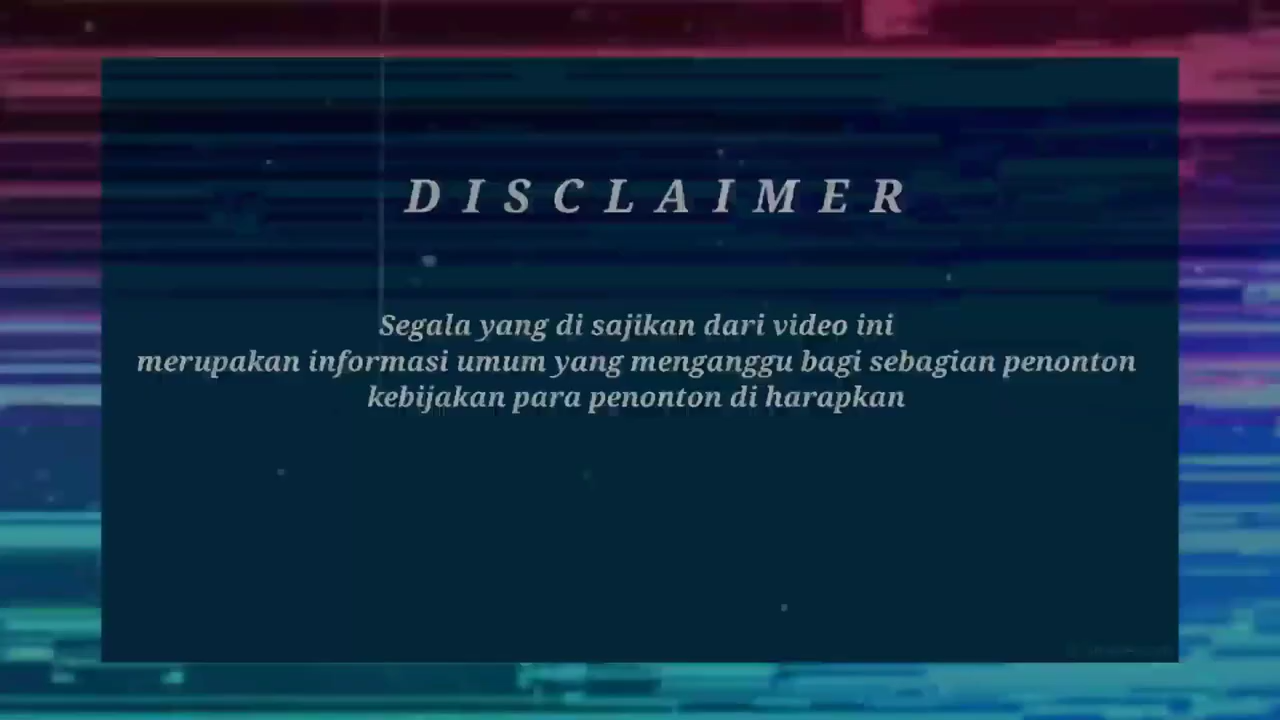 DISCLAIMER
Segala yang di sajikan dari video ini
merupakan informasi umum yang menganggu bagi sebagian penonton
kebijakan para penonton di harapkan